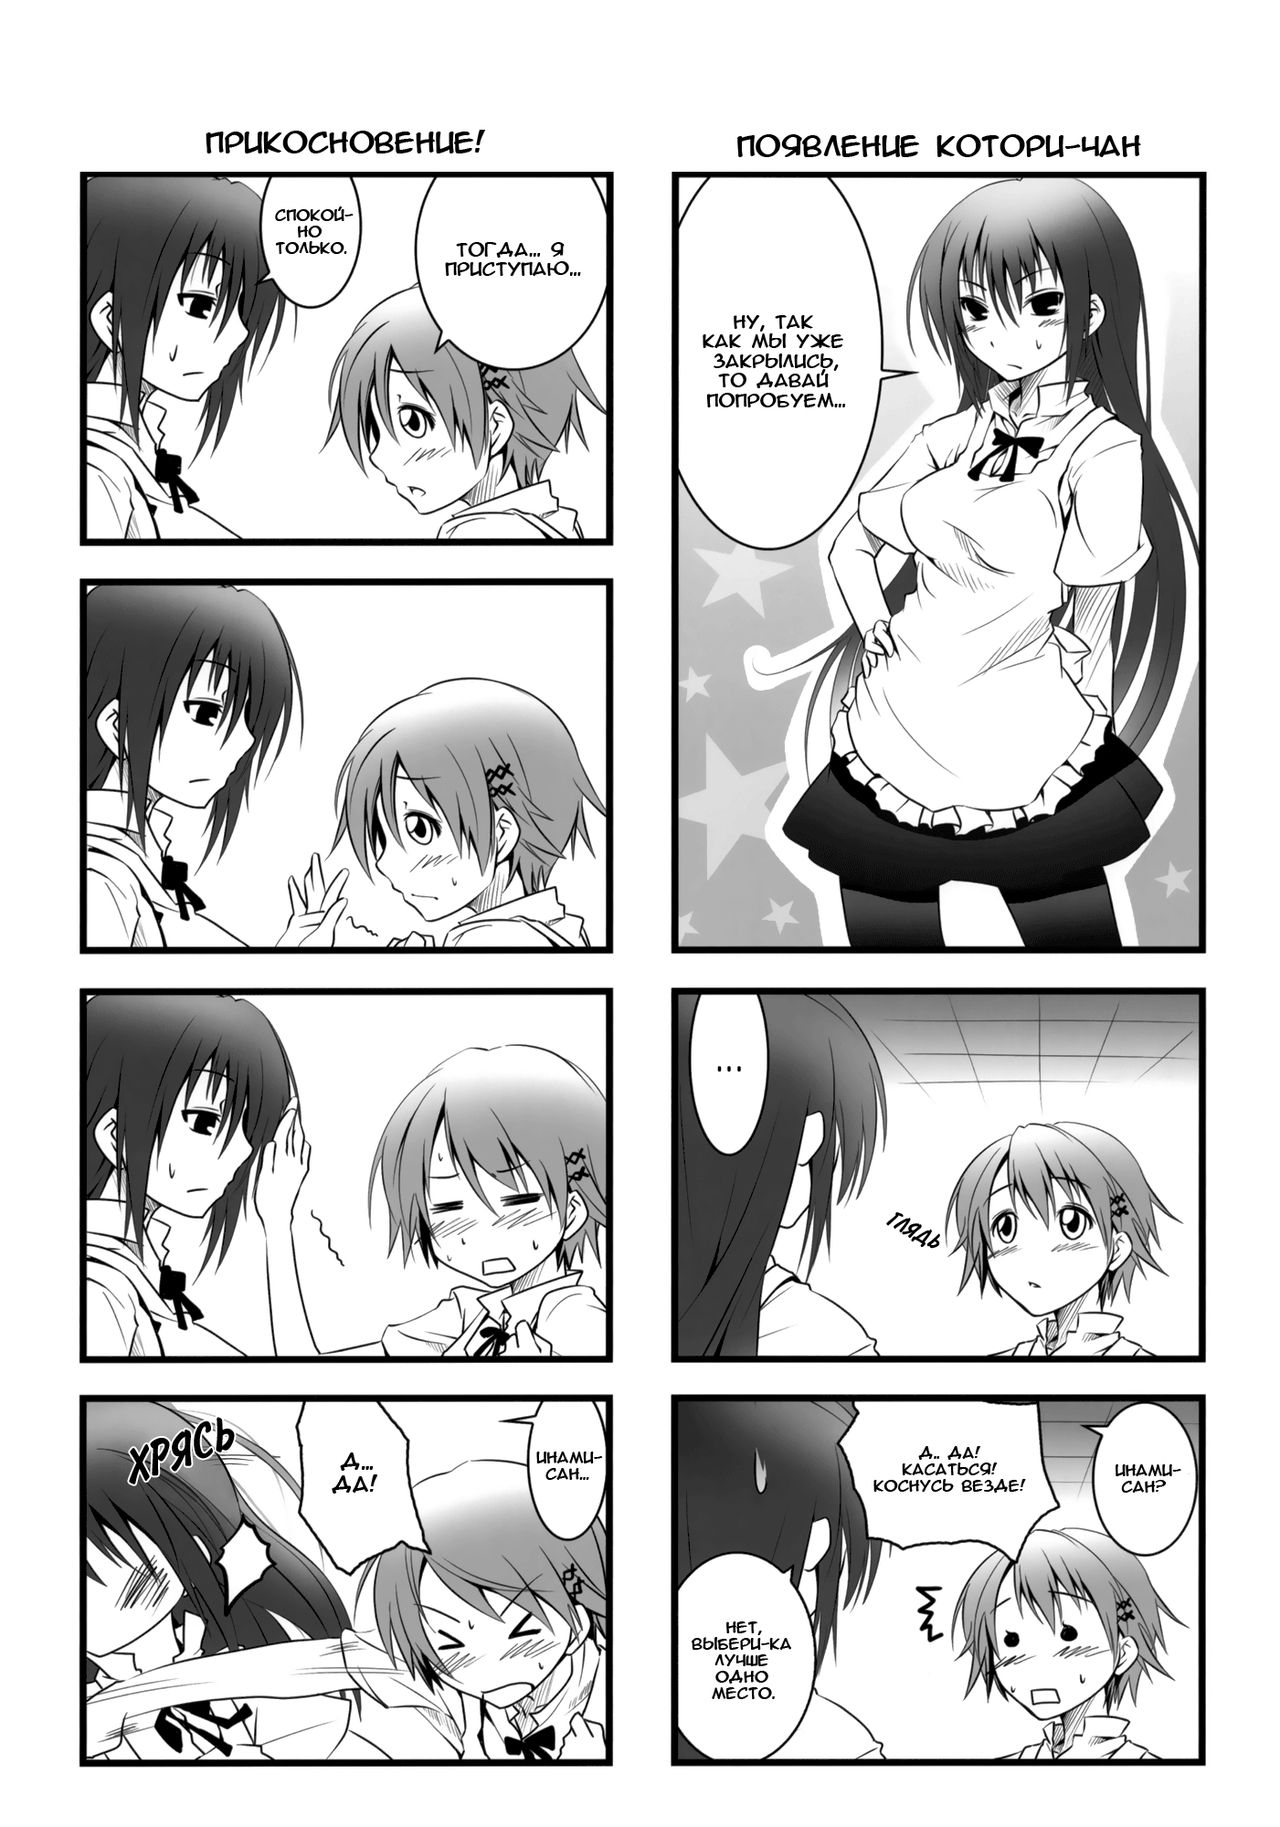 ПОЯВЛЕНИЕ КОТОРИ-ЧАН
НУ, ТАК
КАК МЫ УЖЕ
ЗАКРЫЛИСЬ,
ТО ДАВАЙ
ПОПРОБУЕМ...
...
ГЛЯДЬ
ИНАМИ-
САН?
Д.. ДА!
КАСАТЬСЯ!
КОСНУСЬ ВЕЗДЕ!
НЕТ,
ВЫБЕРИ-КА
ЛУЧШЕ
ОДНО
МЕСТО.
ПРИКОСНОВЕНИЕ!
ТОГДА... Я
ПРИСТУПАЮ...
СПОКОЙ-
НО
ТОЛЬКО.
ИНАМИ-
САН...
Д...
ДА!
ХРЯСЬ